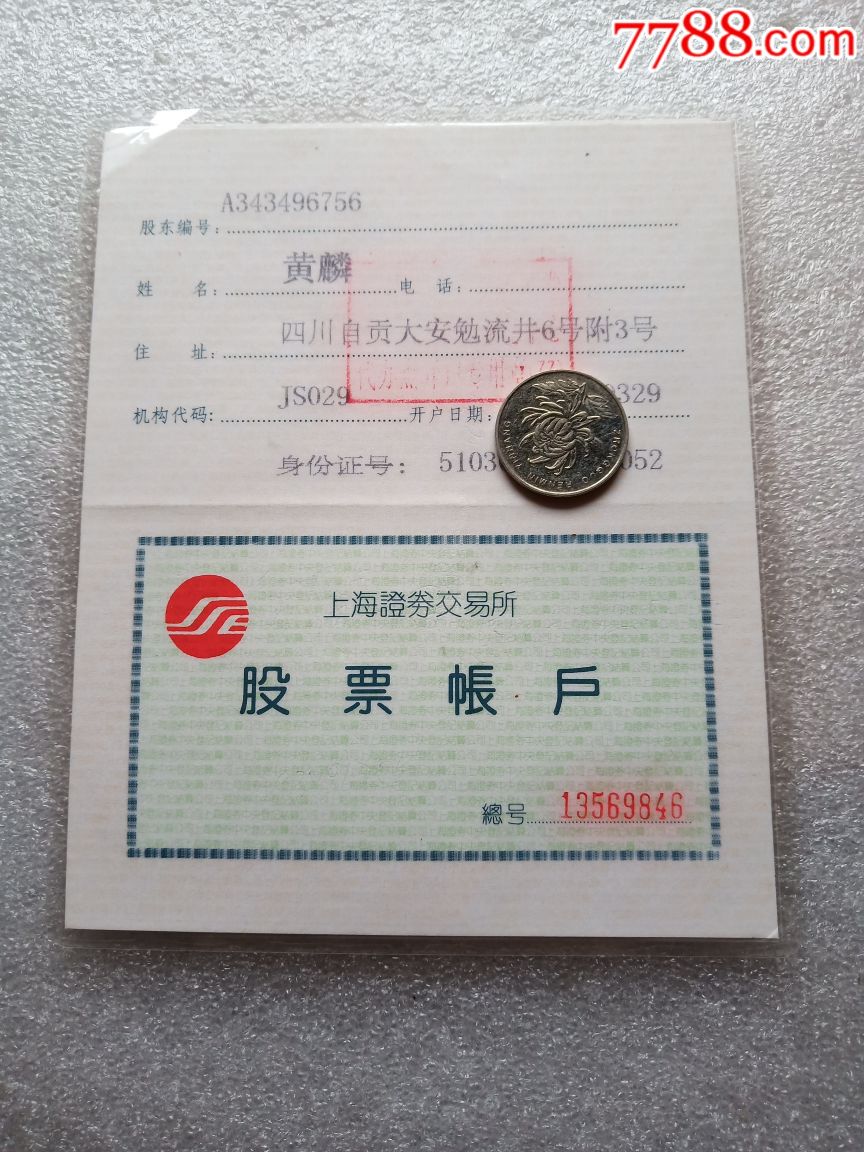 7788.com
A343496756
股东编号:
姓 名: 黄麟 电 话:
住 址: 四川自贡大安勉流井6号附3号
机构代码: JS029 开户日期: 0329
身份证号: 5103 052
上海證券交易所
股票帳戶
總号 13569846